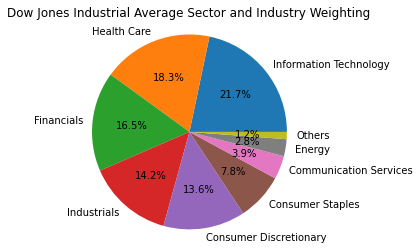 Dow Jones Industrial Average Sector and Industry Weighting
Health Care
18.3%
Information Technology
21.7%
Financials
16.5%
Others
1.2%
Energy
2.8%
Communication Services
3.9%
Consumer Staples
7.8%
Industrials
14.2%
Consumer Discretionary
13.6%